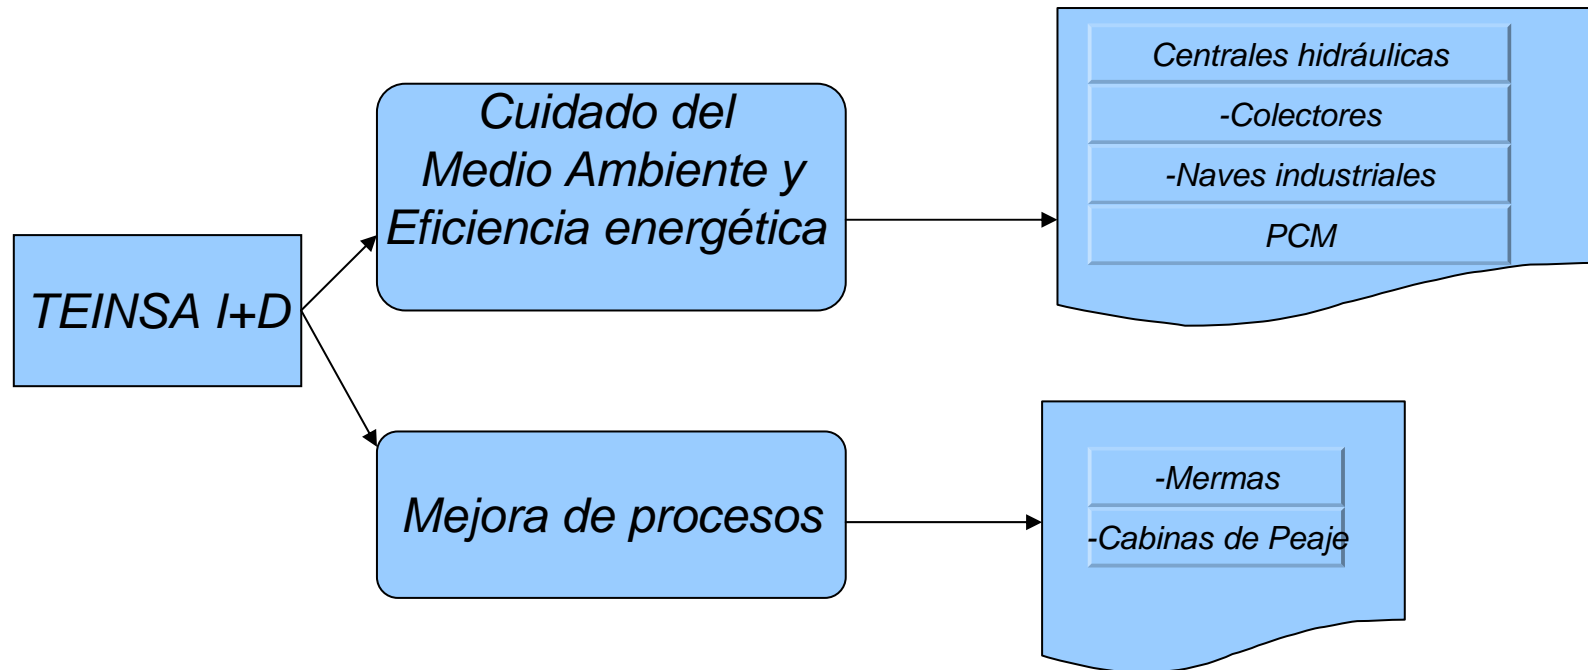 TEINSA I+D
Cuidado del
Medio Ambiente y
Eficiencia energética
Centrales hidráulicas
-Colectores
-Naves industriales
PCM
Mejora de procesos
-Mermas
-Cabinas de Peaje